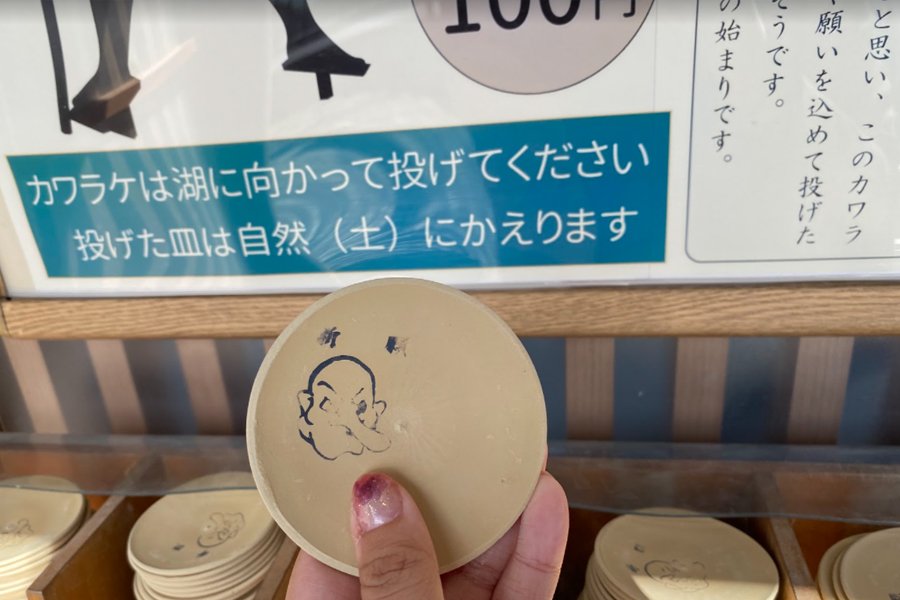 100円
と思い、このカワラ
願いを込めて投げた
そうです。
の始まりです。
カワラケは湖に向かって投げてください
投げた皿は自然（土）にかえります